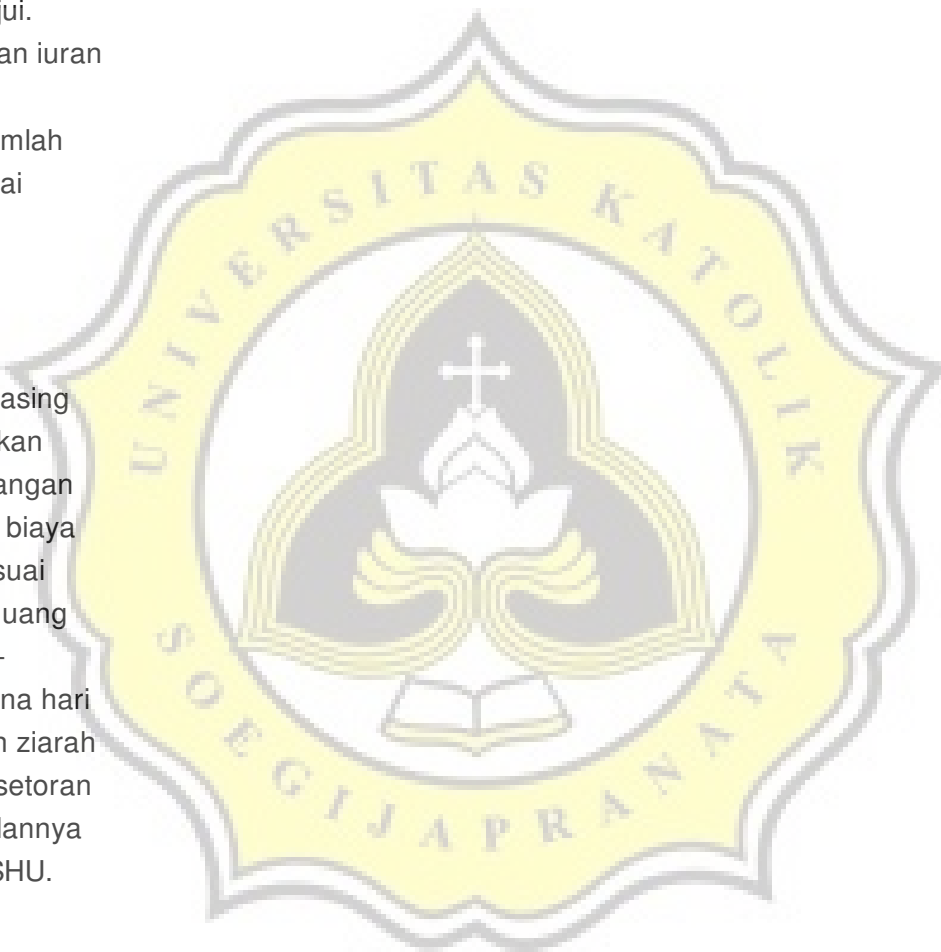 jui.
an iuran
mlah
ai
asing
kan
angan
biaya
suai
uang
-
na hari
n ziarah
setoran
dannya
SHU.
UNIVERSITAS KATOLIK
SOEGIJAPRANATA